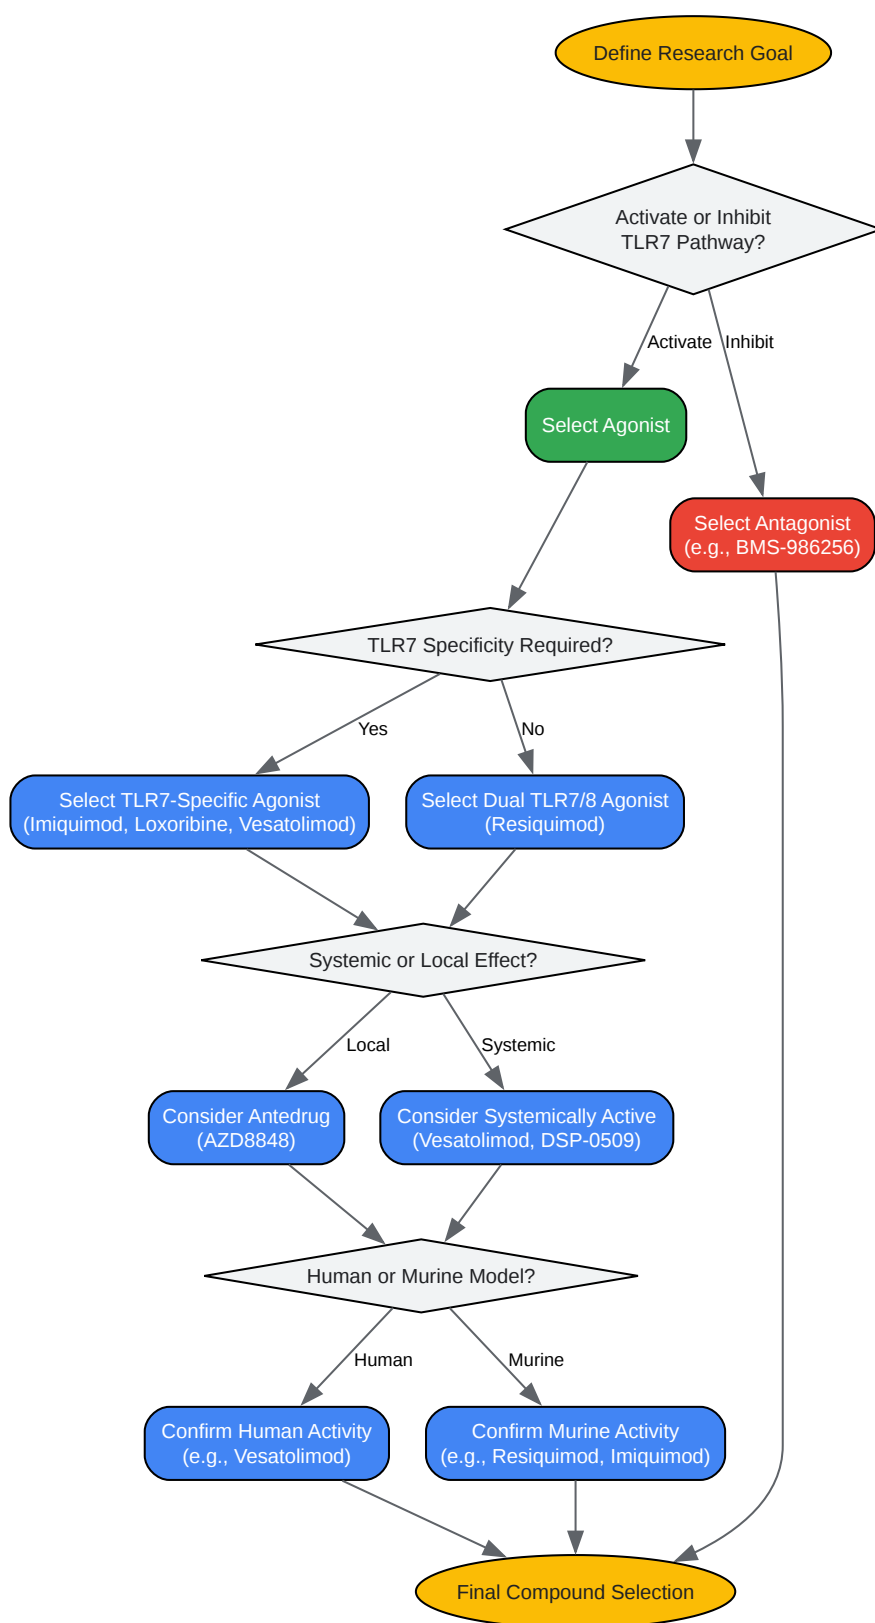 Define Research Goal
Activate or Inhibit
TLR7 Pathway?
Activate
Inhibit
Select Agonist
Select Antagonist
(e.g., BMS-986256)
TLR7 Specificity Required?
Yes
No
Select TLR7-Specific Agonist
(Imiquimod, Loxoribine, Vesatolimod)
Select Dual TLR7/8 Agonist
(Resiquimod)
Systemic or Local Effect?
Local
Systemic
Consider Antedrug
(AZD8848)
Consider Systemically Active
(Vesatolimod, DSP-0509)
Human or Murine Model?
Human
Murine
Confirm Human Activity
(e.g., Vesatolimod)
Confirm Murine Activity
(e.g., Resiquimod, Imiquimod)
Final Compound Selection